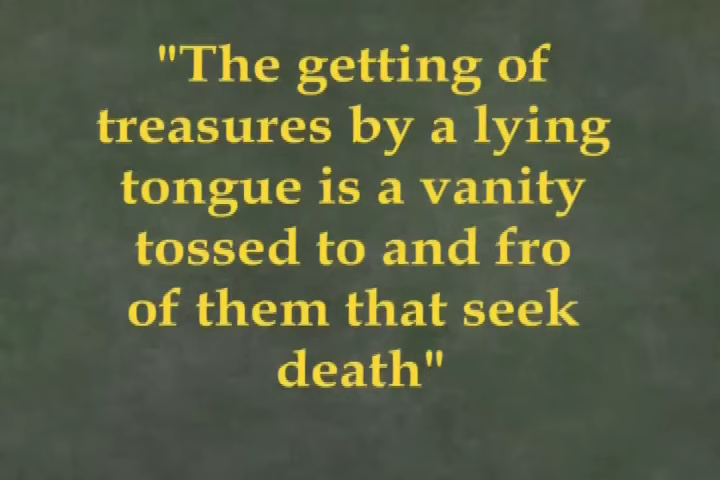 "The getting of
treasures by a lying
tongue is a vanity
tossed to and fro
of them that seek
death"